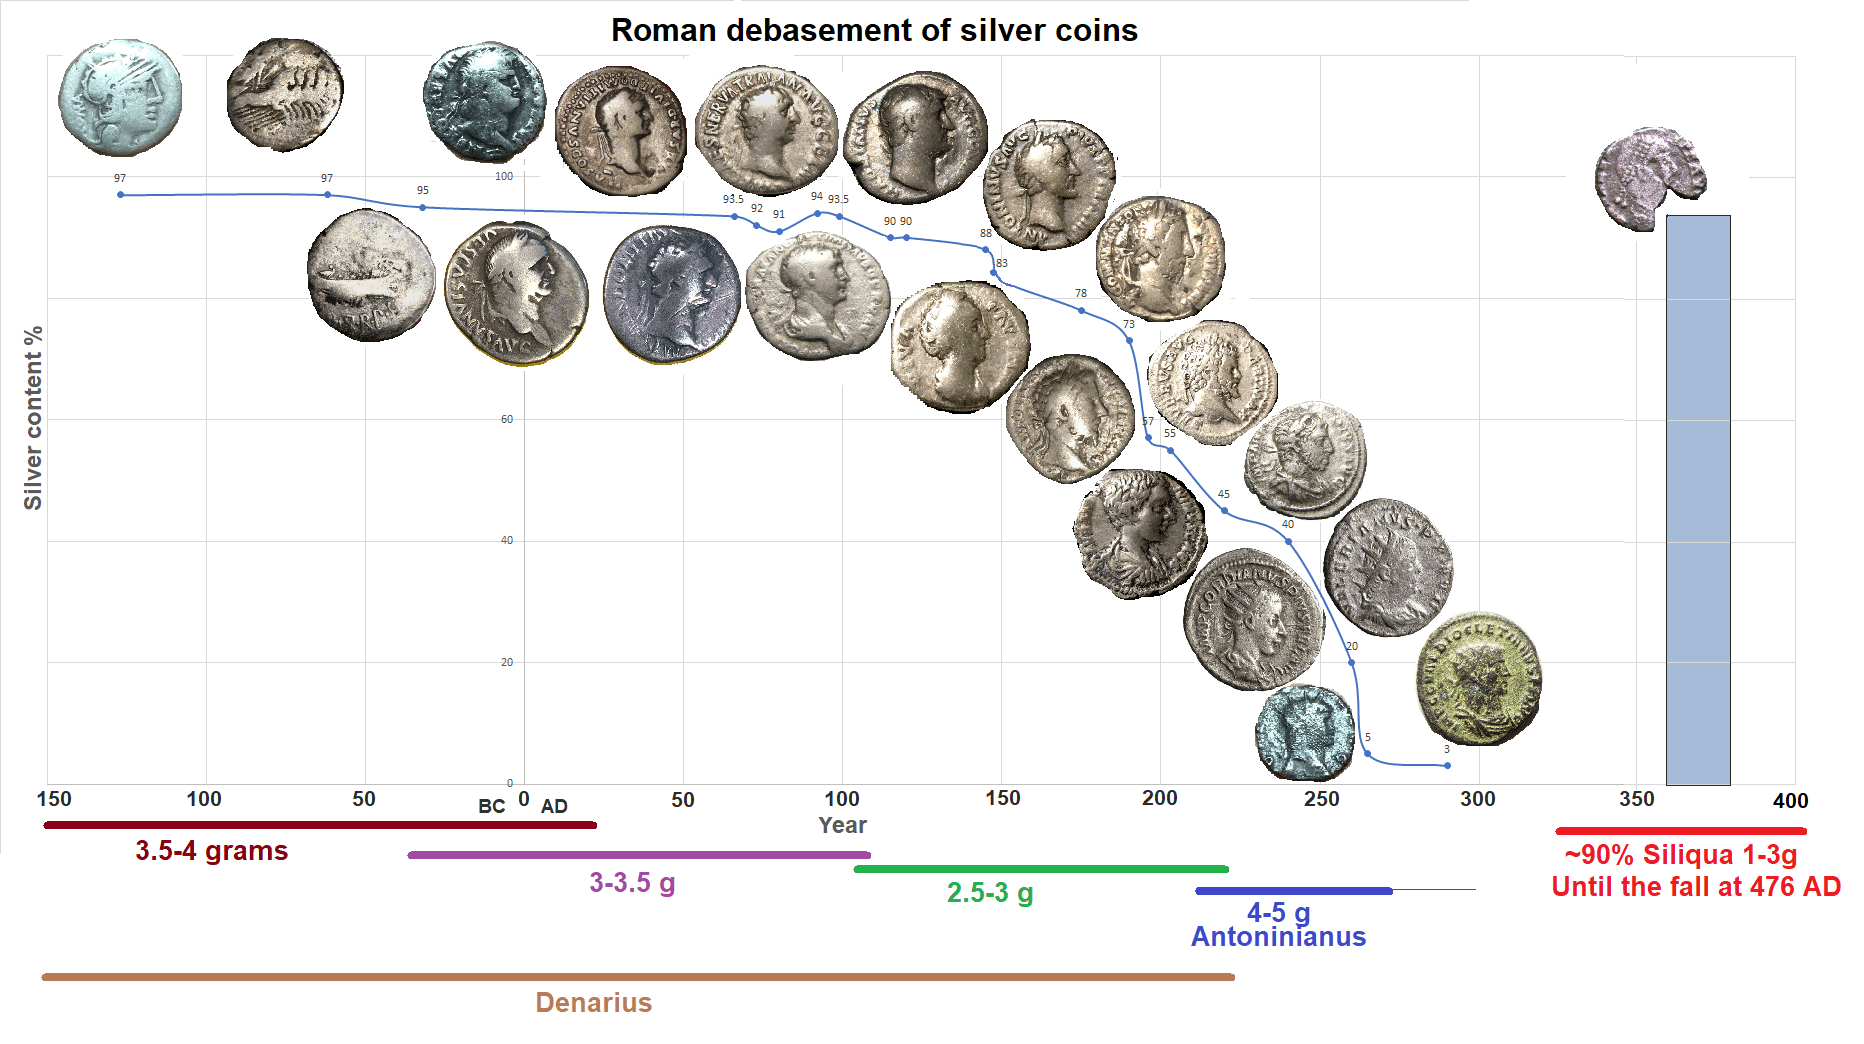 Roman debasement of silver coins
97
97
95
100
93.5
92
91
94
93.5
90
90
88
83
78
73
57
55
45
40
20
5
3
60
40
20
0
Silver content %
150
100
50
BC
0
AD
50
100
150
200
250
300
350
400
Year
3.5-4 grams
3-3.5 g
2.5-3 g
4-5 g
Antoninianus
~90% Siliqua 1-3g
Until the fall at 476 AD
Denarius